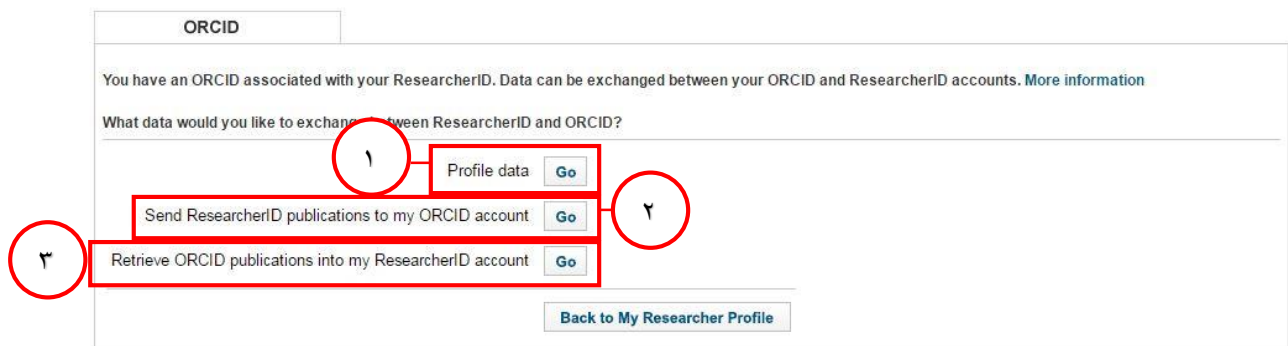 ORCID
You have an ORCID associated with your ResearcherID. Data can be exchanged between your ORCID and ResearcherID accounts. More information
What data would you like to exchange between ResearcherID and ORCID?
۱
Profile data Go
Send ResearcherID publications to my ORCID account Go
۲
۳
Retrieve ORCID publications into my ResearcherID account Go
Back to My Researcher Profile